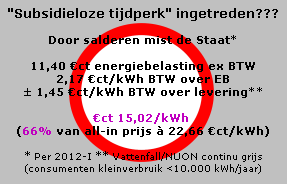 "Subsidieloze tijdperk" ingetreden???
Door salderen mist de Staat*
11,40 €ct energiebelasting ex BTW
2,17 €ct/kWh BTW over EB
± 1,45 €ct/kWh BTW over levering**
€ct 15,02/kWh
(66% van all-in prijs à 22,66 €ct/kWh)
* Per 2012-I ** Vattenfall/NUON continu grijs
(consumenten kleinverbruik <10.000 kWh/jaar)